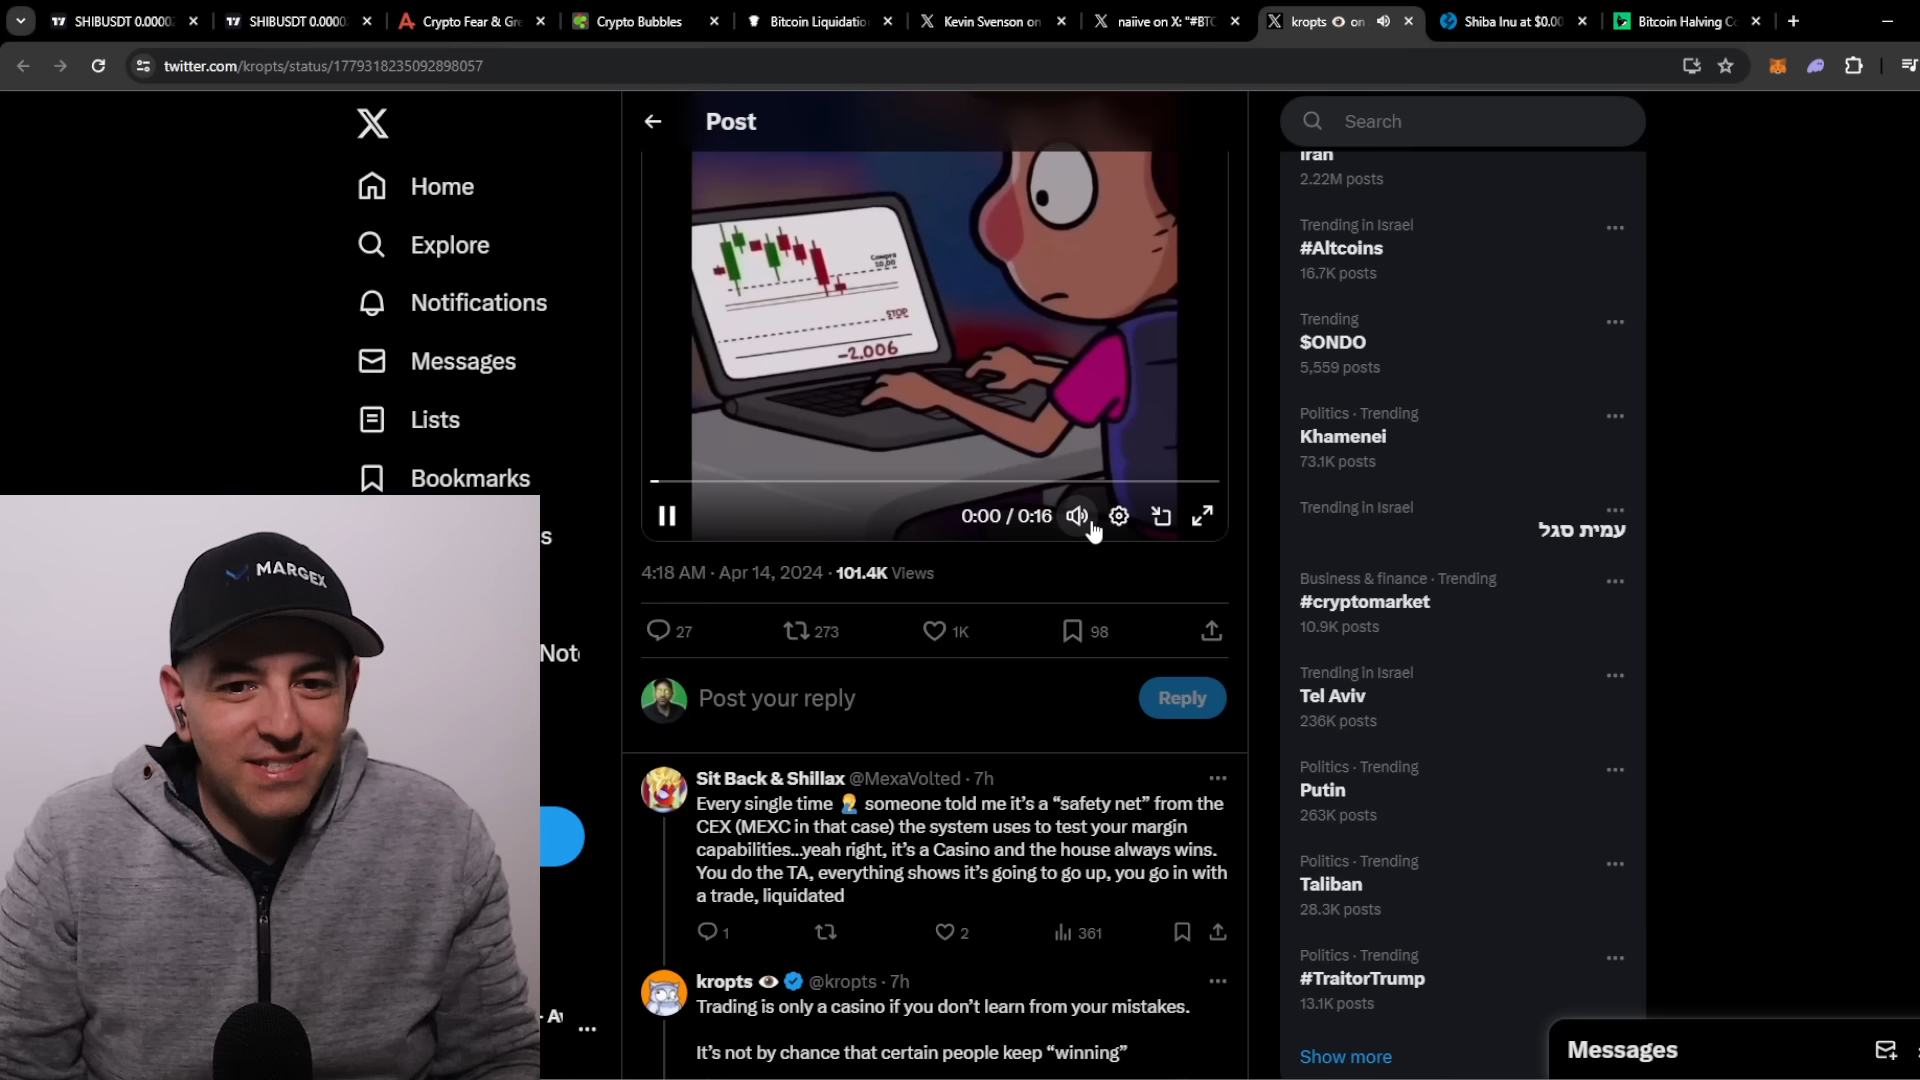 SHIBUSDT 0.0000
SHIBUSDT 0.0000
Crypto Fear & Gre
Crypto Bubbles
Bitcoin Liquidatio
Kevin Svenson on
naiive on X: "#BTC
kropts 👁 on
Shiba Inu at $0.00
Bitcoin Halving Co
twitter.com/kropts/status/1779318235092898057
Home
Explore
Notifications
Messages
Lists
Bookmarks
s
Not
Post
Compra
10,00
STOP
-2.006
0:00 / 0:16
4:18 AM · Apr 14, 2024 · 101.4K Views
27
273
1K
98
Post your reply
Reply
Sit Back & Shillax @MexaVolted · 7h
Every single time 🤦 someone told me it's a “safety net” from the
CEX (MEXC in that case) the system uses to test your margin
capabilities...yeah right, it's a Casino and the house always wins.
You do the TA, everything shows it's going to go up, you go in with
a trade, liquidated
1
2
361
kropts 👁 @kropts · 7h
Trading is only a casino if you don't learn from your mistakes.
It's not by chance that certain people keep “winning”
Search
Iran
2.22M posts
Trending in Israel
#Altcoins
16.7K posts
Trending
$ONDO
5,559 posts
Politics · Trending
Khamenei
73.1K posts
Trending in Israel
עמית סגל
Business & finance · Trending
#cryptomarket
10.9K posts
Trending in Israel
Tel Aviv
236K posts
Politics · Trending
Putin
263K posts
Politics · Trending
Taliban
28.3K posts
Politics · Trending
#TraitorTrump
13.1K posts
Show more
Messages
MARGEX